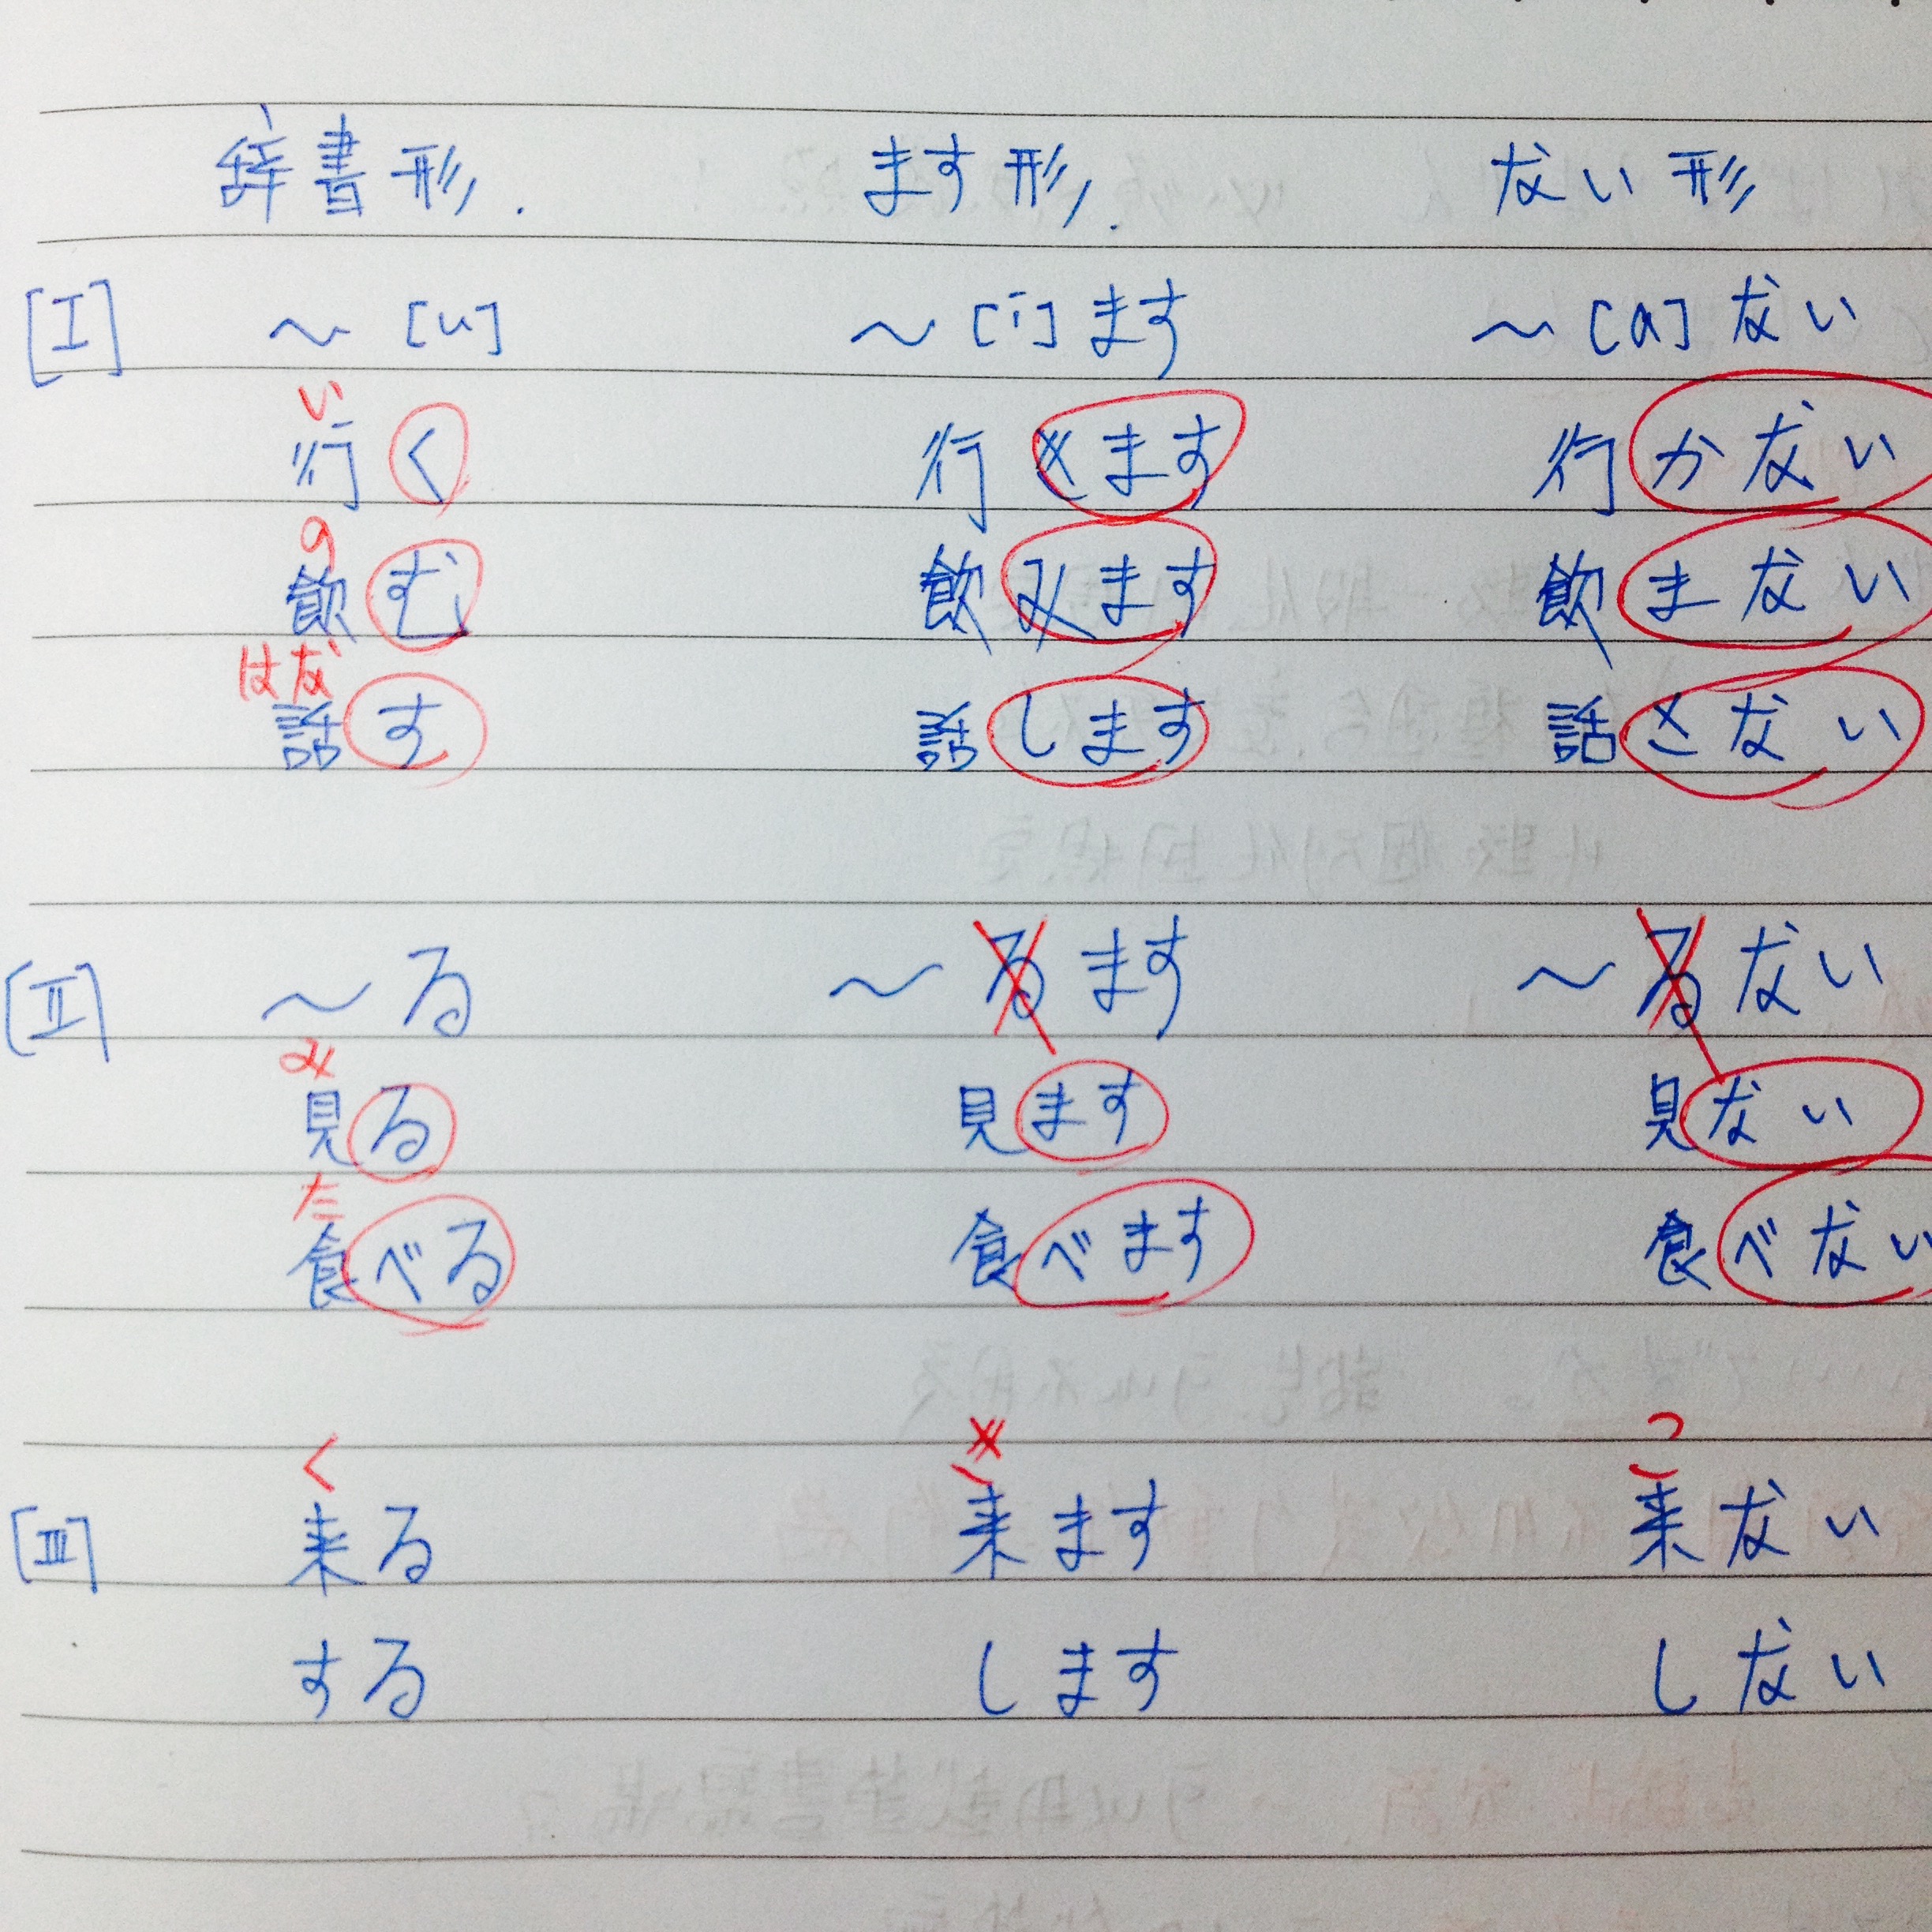 辞書形. ます形. ない形
[I] ～[u] ～[i]ます ～[a]ない
い
行く 行きます 行かない
の
飲む 飲みます 飲まない
はな
話す 話します 話さない
[II] ～る ～るます ～るない
み
見る 見ます 見ない
た
食べる 食べます 食べない
く き こ
[III] 来る 来ます 来ない
する します しない